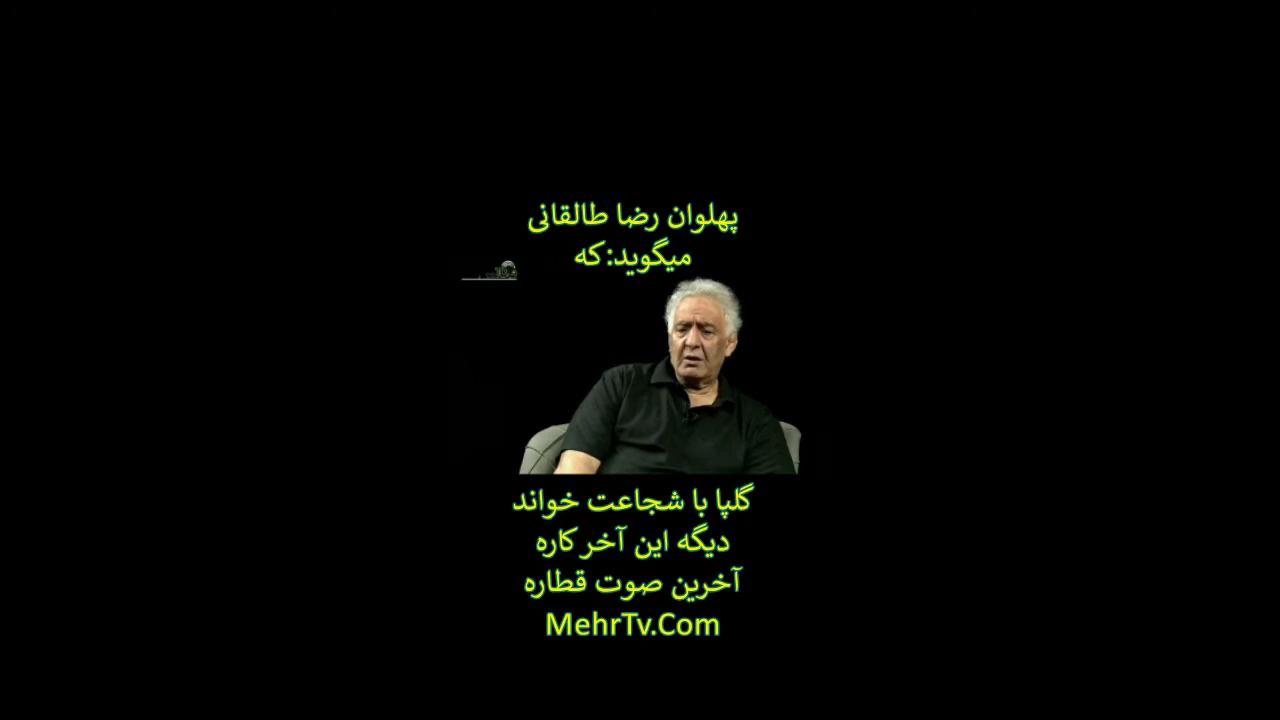 پهلوان رضا طالقانی
میگوید:که
گلپا با شجاعت خواند
دیگه این آخر کاره
آخرین صوت قطاره
MehrTv.Com